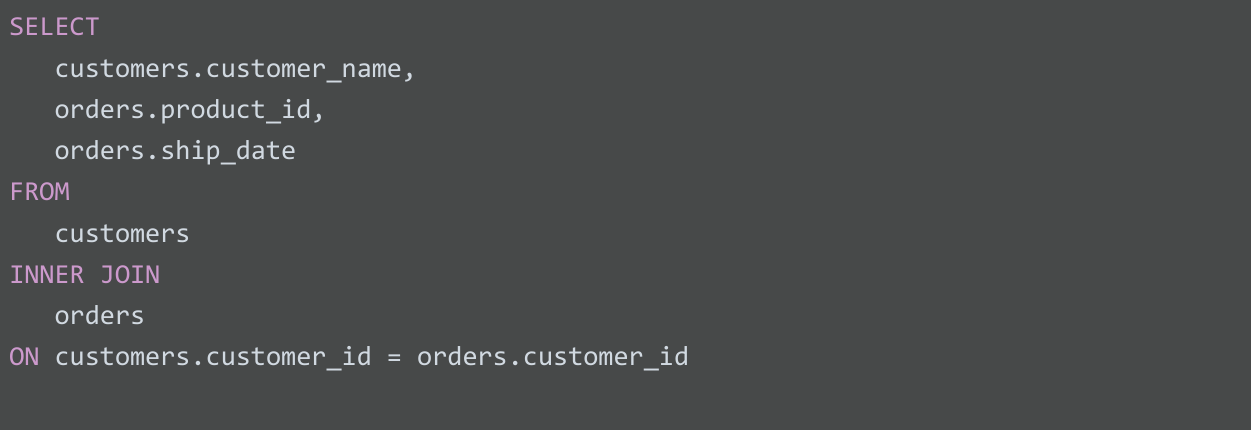 SELECT
   customers.customer_name,
   orders.product_id,
   orders.ship_date
FROM
   customers
INNER JOIN
   orders
ON customers.customer_id = orders.customer_id